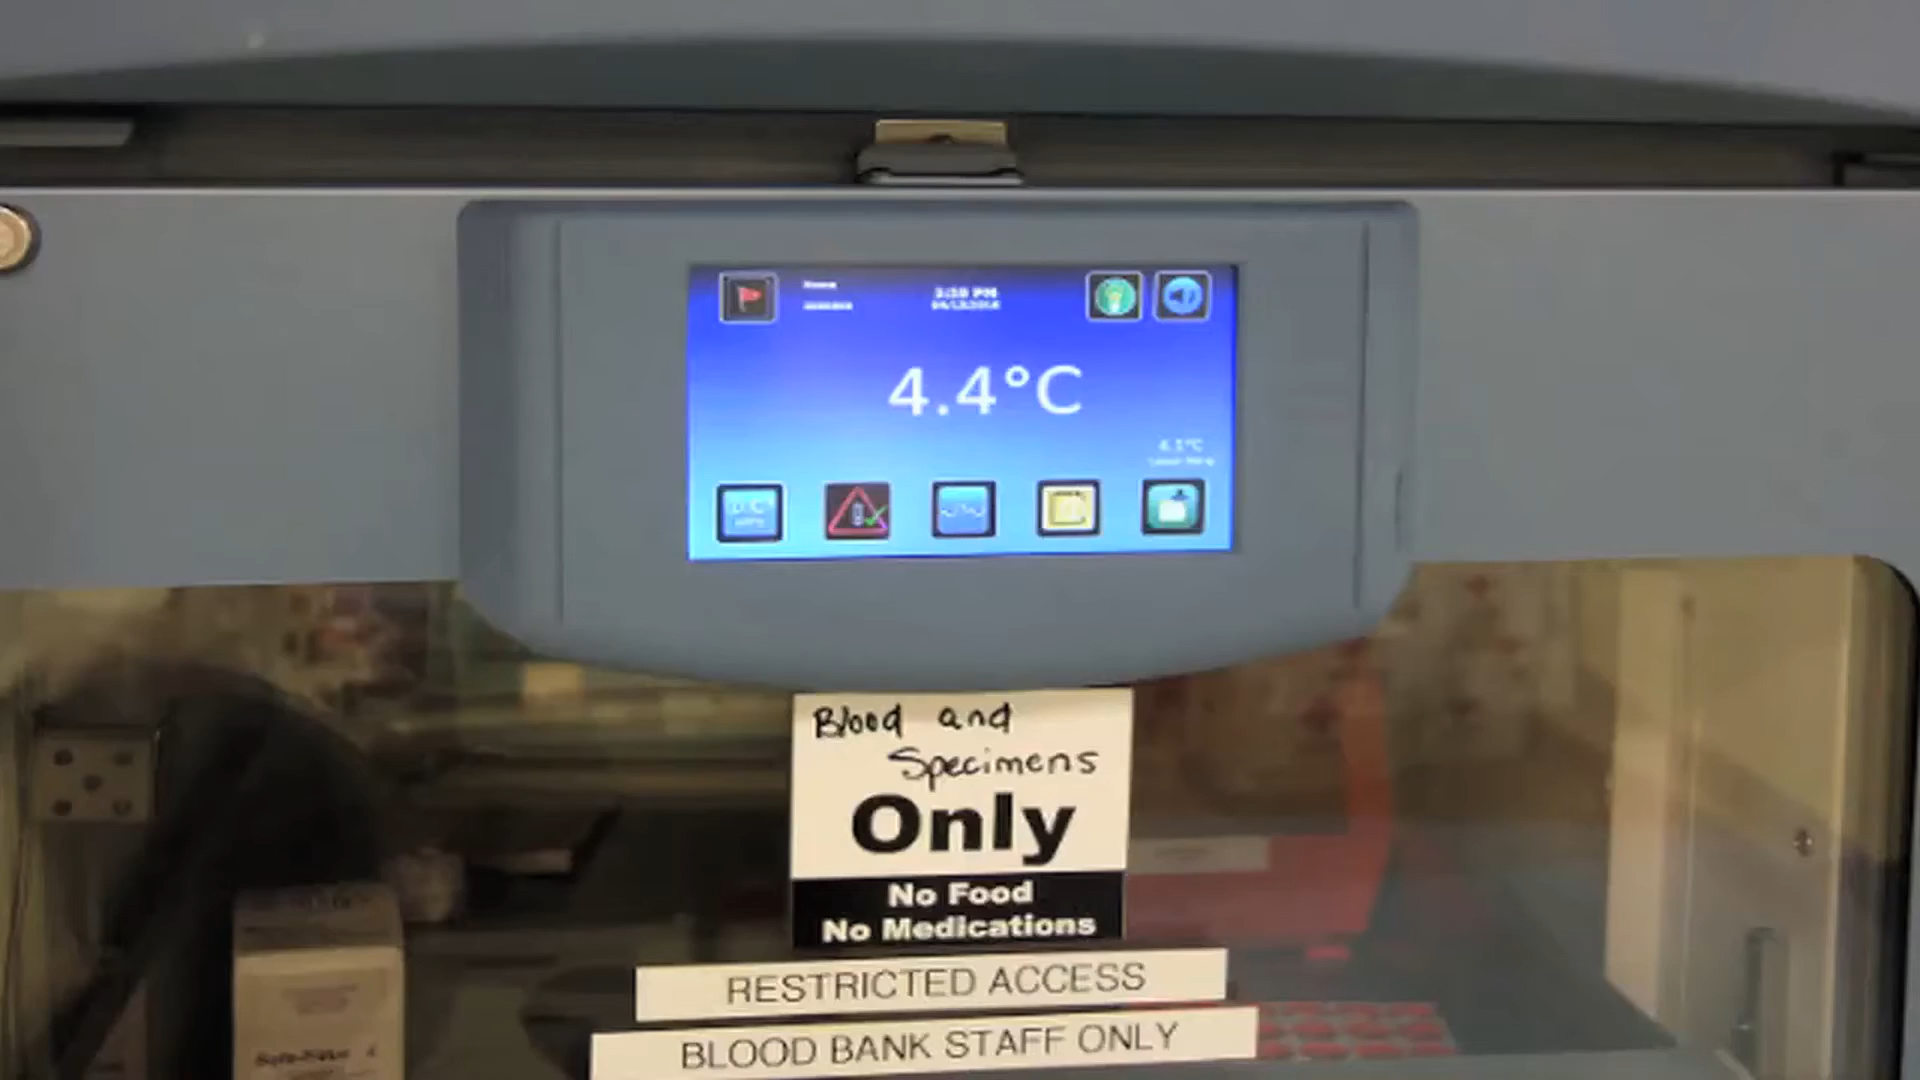 4.4°C
Blood and
Specimens
Only
No Food
No Medications
RESTRICTED ACCESS
BLOOD BANK STAFF ONLY